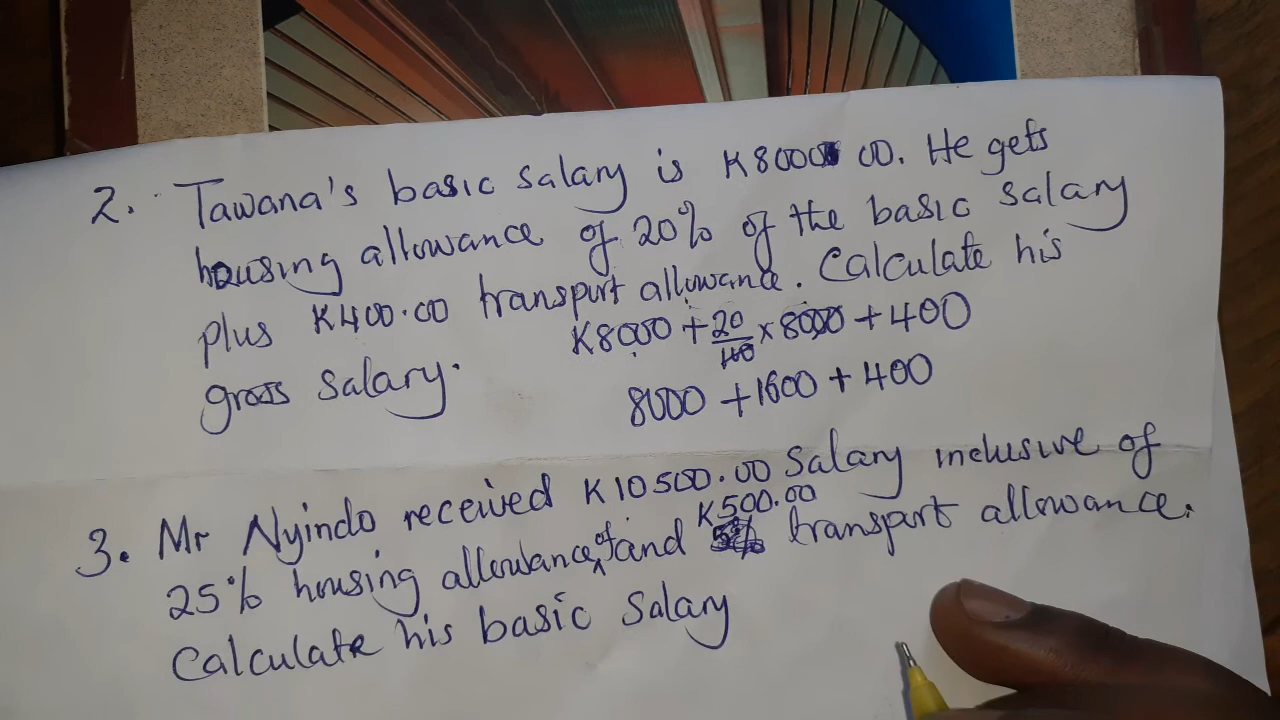 2. Tawana's basic salary is K8000 00. He gets
housing allowance of 20% of the basic salary
plus K400.00 transport allowance. Calculate his
gross salary.
K8000 + 20/100 x 8000 + 400
8000 + 1600 + 400
3. Mr Nyindo received K10500.00 Salary inclusive of
25% housing allowance, and K500.00 transport allowance.
Calculate his basic Salary